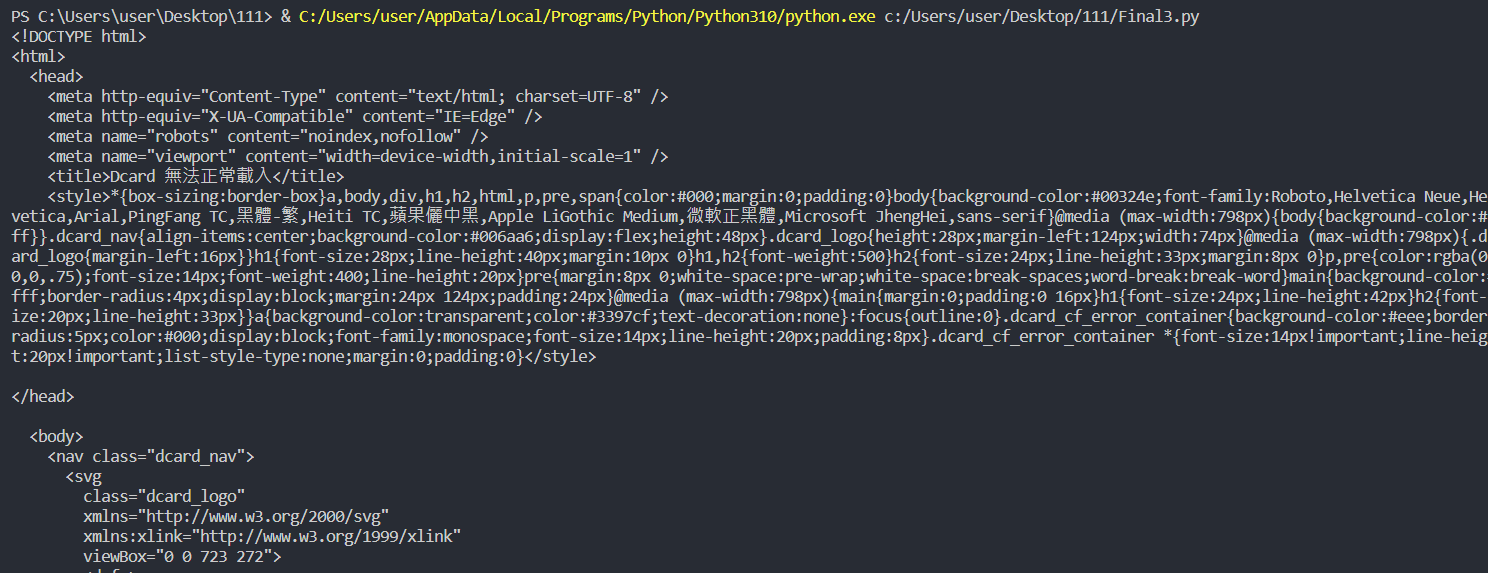 PS C:\Users\user\Desktop\111> & C:/Users/user/AppData/Local/Programs/Python/Python310/python.exe c:/Users/user/Desktop/111/Final3.py
<!DOCTYPE html>
<html>
  <head>
    <meta http-equiv="Content-Type" content="text/html; charset=UTF-8" />
    <meta http-equiv="X-UA-Compatible" content="IE=Edge" />
    <meta name="robots" content="noindex,nofollow" />
    <meta name="viewport" content="width=device-width,initial-scale=1" />
    <title>Dcard 無法正常載入</title>
    <style>*{box-sizing:border-box}a,body,div,h1,h2,html,p,pre,span{color:#000;margin:0;padding:0}body{background-color:#00324e;font-family:Roboto,Helvetica Neue,He
vetica,Arial,PingFang TC,黑體-繁,Heiti TC,蘋果儷中黑,Apple LiGothic Medium,微軟正黑體,Microsoft JhengHei,sans-serif}@media (max-width:798px){body{background-color:#
ff}}.dcard_nav{align-items:center;background-color:#006aa6;display:flex;height:48px}.dcard_logo{height:28px;margin-left:124px;width:74px}@media (max-width:798px){.d
ard_logo{margin-left:16px}}h1{font-size:28px;line-height:40px;margin:10px 0}h1,h2{font-weight:500}h2{font-size:24px;line-height:33px;margin:8px 0}p,pre{color:rgba(0
0,0,.75);font-size:14px;font-weight:400;line-height:20px}pre{margin:8px 0;white-space:pre-wrap;white-space:break-spaces;word-break:break-word}main{background-color:
fff;border-radius:4px;display:block;margin:24px 124px;padding:24px}@media (max-width:798px){main{margin:0;padding:0 16px}h1{font-size:24px;line-height:42px}h2{font-
ize:20px;line-height:33px}}a{background-color:transparent;color:#3397cf;text-decoration:none}:focus{outline:0}.dcard_cf_error_container{background-color:#eee;border
radius:5px;color:#000;display:block;font-family:monospace;font-size:14px;line-height:20px;padding:8px}.dcard_cf_error_container *{font-size:14px!important;line-heig
t:20px!important;list-style-type:none;margin:0;padding:0}</style>
</head>
  <body>
    <nav class="dcard_nav">
      <svg
        class="dcard_logo"
        xmlns="http://www.w3.org/2000/svg"
        xmlns:xlink="http://www.w3.org/1999/xlink"
        viewBox="0 0 723 272">